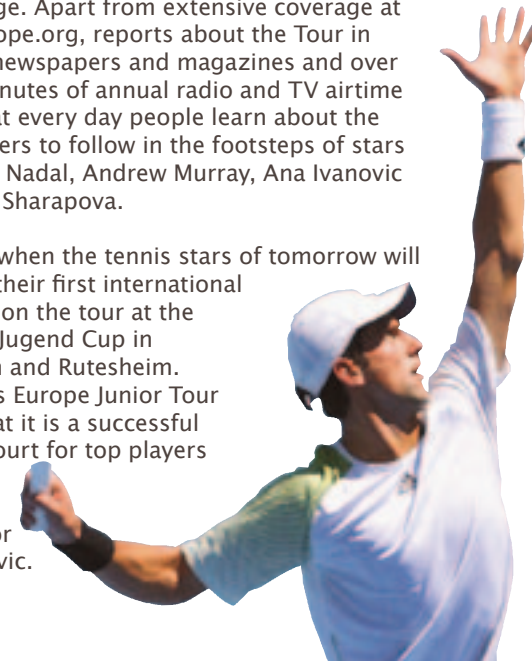 ge. Apart from extensive coverage at
ope.org, reports about the Tour in
newspapers and magazines and over
nutes of annual radio and TV airtime
at every day people learn about the
ers to follow in the footsteps of stars
Nadal, Andrew Murray, Ana Ivanovic
Sharapova.
when the tennis stars of tomorrow will
their first international
on the tour at the
Jugend Cup in
n and Rutesheim.
s Europe Junior Tour
at it is a successful
ourt for top players
or
vic.